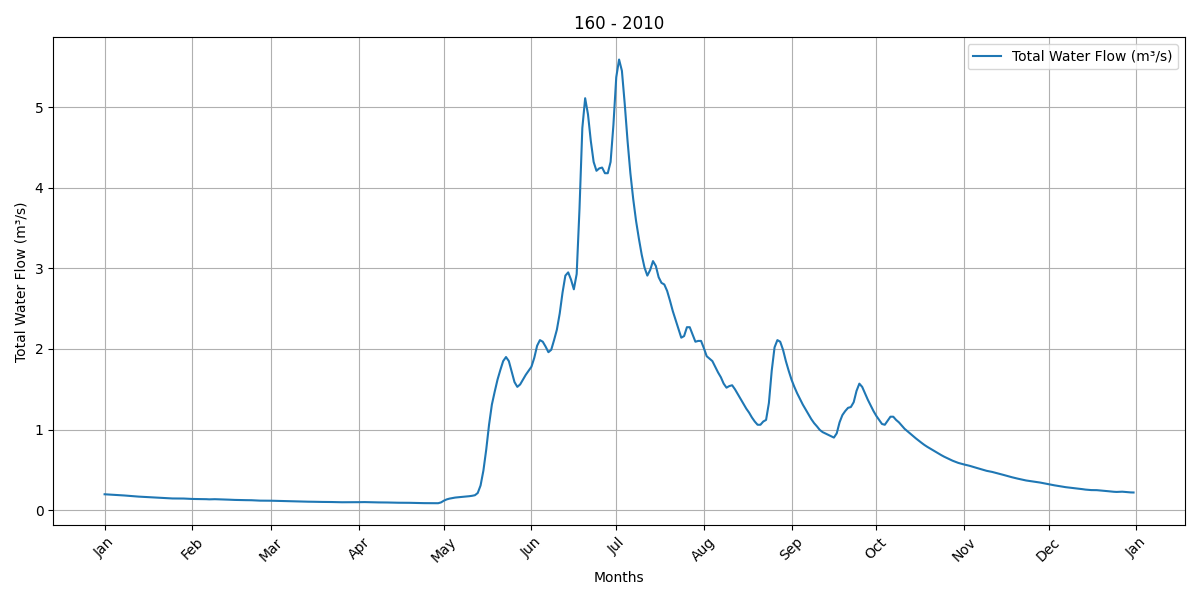 160 - 2010
Total Water Flow (m³/s)
Total Water Flow (m³/s)
5
4
3
2
1
0
Jan
Feb
Mar
Apr
May
Jun
Jul
Aug
Sep
Oct
Nov
Dec
Jan
Months